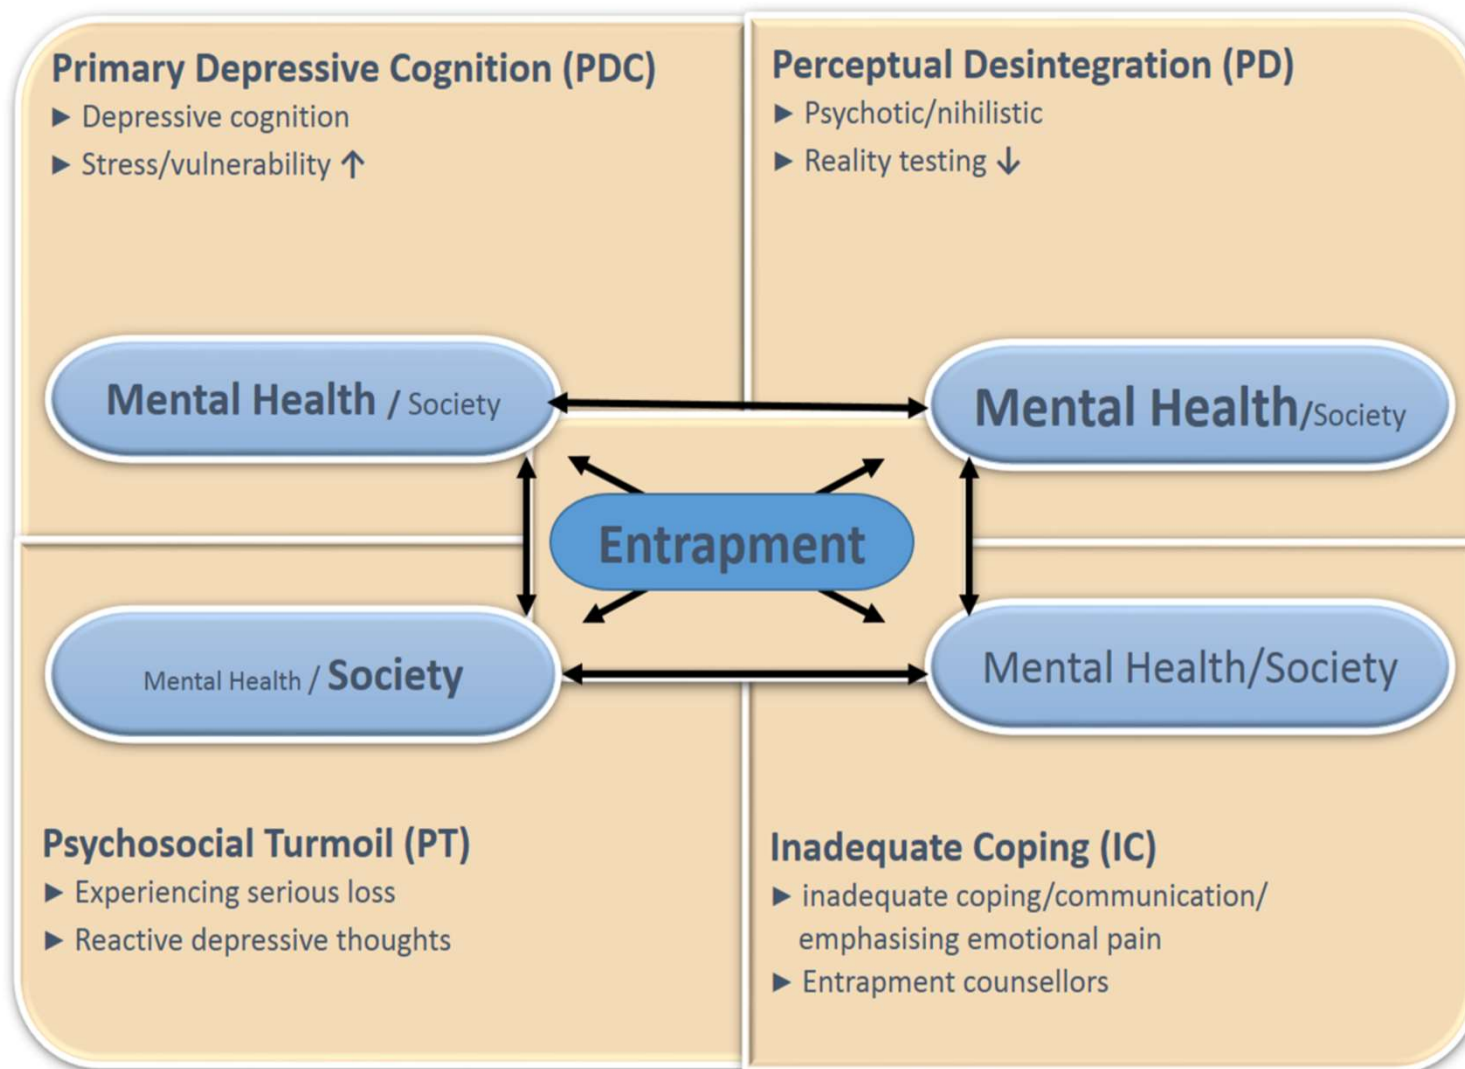 Primary Depressive Cognition (PDC)
► Depressive cognition
► Stress/vulnerability ↑
Perceptual Desintegration (PD)
► Psychotic/nihilistic
► Reality testing ↓
Mental Health / Society
Mental Health/Society
Entrapment
Mental Health / Society
Mental Health/Society
Psychosocial Turmoil (PT)
► Experiencing serious loss
► Reactive depressive thoughts
Inadequate Coping (IC)
► inadequate coping/communication/
emphasising emotional pain
► Entrapment counsellors